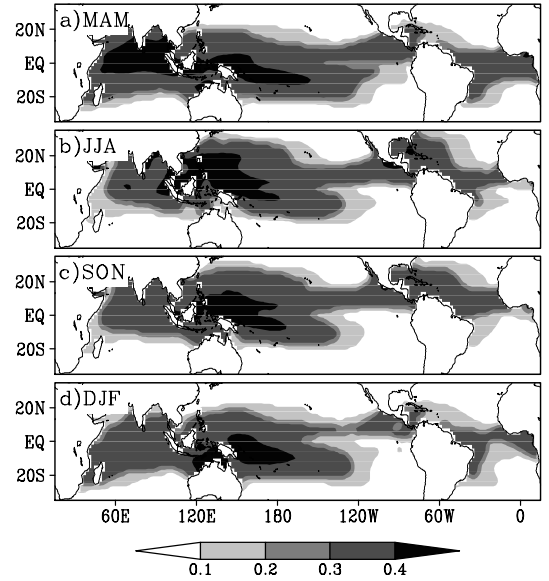 a)MAM
20N
EQ
20S
b)JJA
20N
EQ
20S
c)SON
20N
EQ
20S
d)DJF
20N
EQ
20S
60E 120E 180 120W 60W 0
0.1 0.2 0.3 0.4